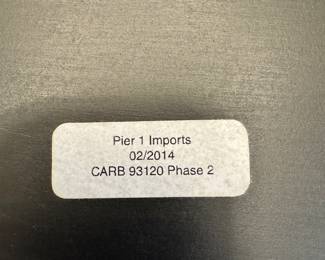 Pier 1 Imports
02/2014
CARB 93120 Phase 2